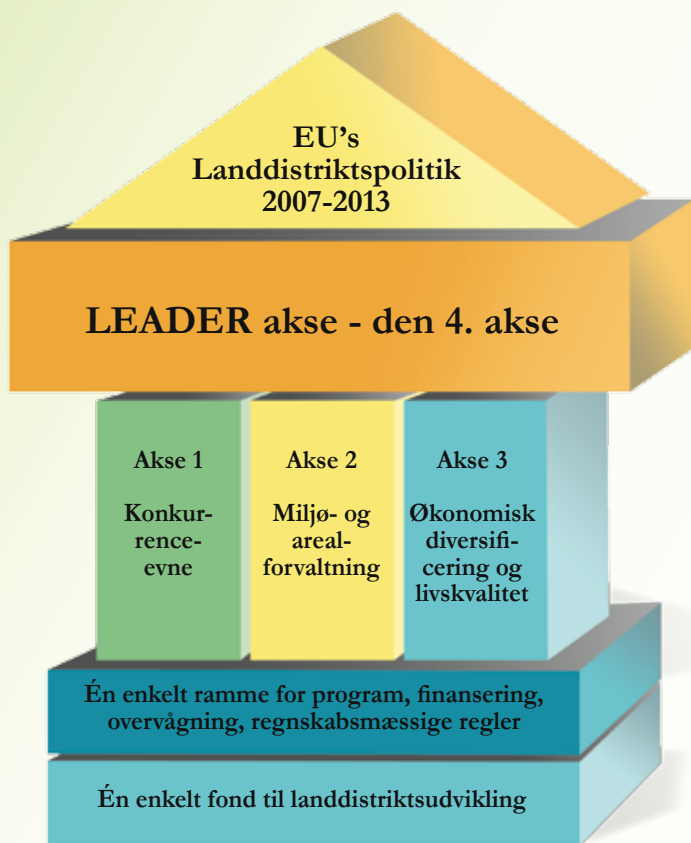 EU's
Landdistriktspolitik
2007-2013
LEADER akse - den 4. akse
Akse 1
Konkur-
rence-
evne
Akse 2
Miljø- og
areal-
forvaltning
Akse 3
Økonomisk
diversifi-
cering og
livskvalitet
Én enkelt ramme for program, finansering,
overvågning, regnskabsmæssige regler
Én enkelt fond til landdistriktsudvikling